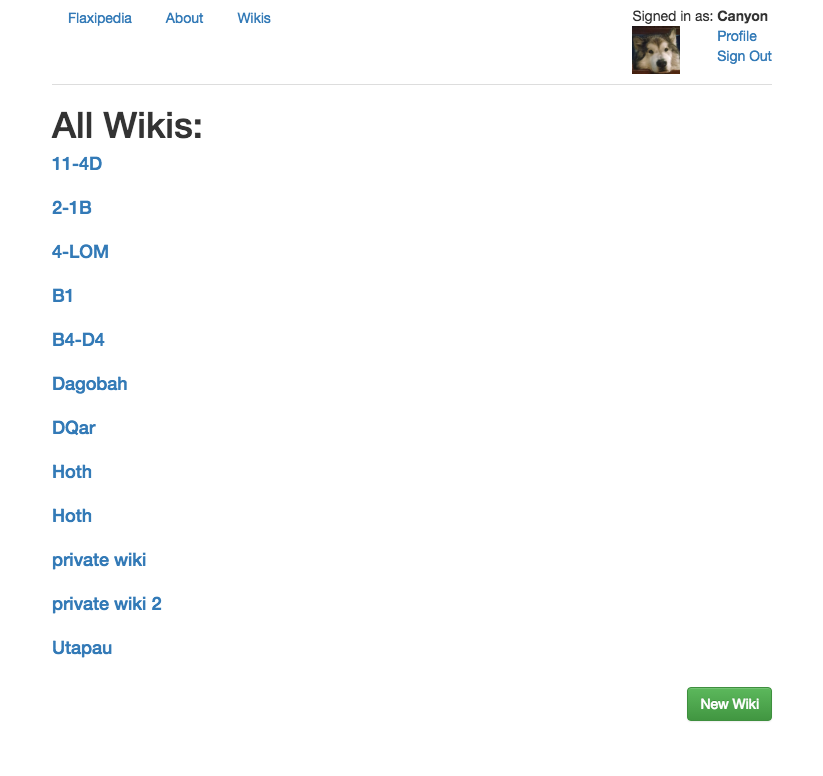 Flaxipedia About Wikis Signed in as: Canyon
Profile
Sign Out
All Wikis:
11-4D
2-1B
4-LOM
B1
B4-D4
Dagobah
DQar
Hoth
Hoth
private wiki
private wiki 2
Utapau
New Wiki